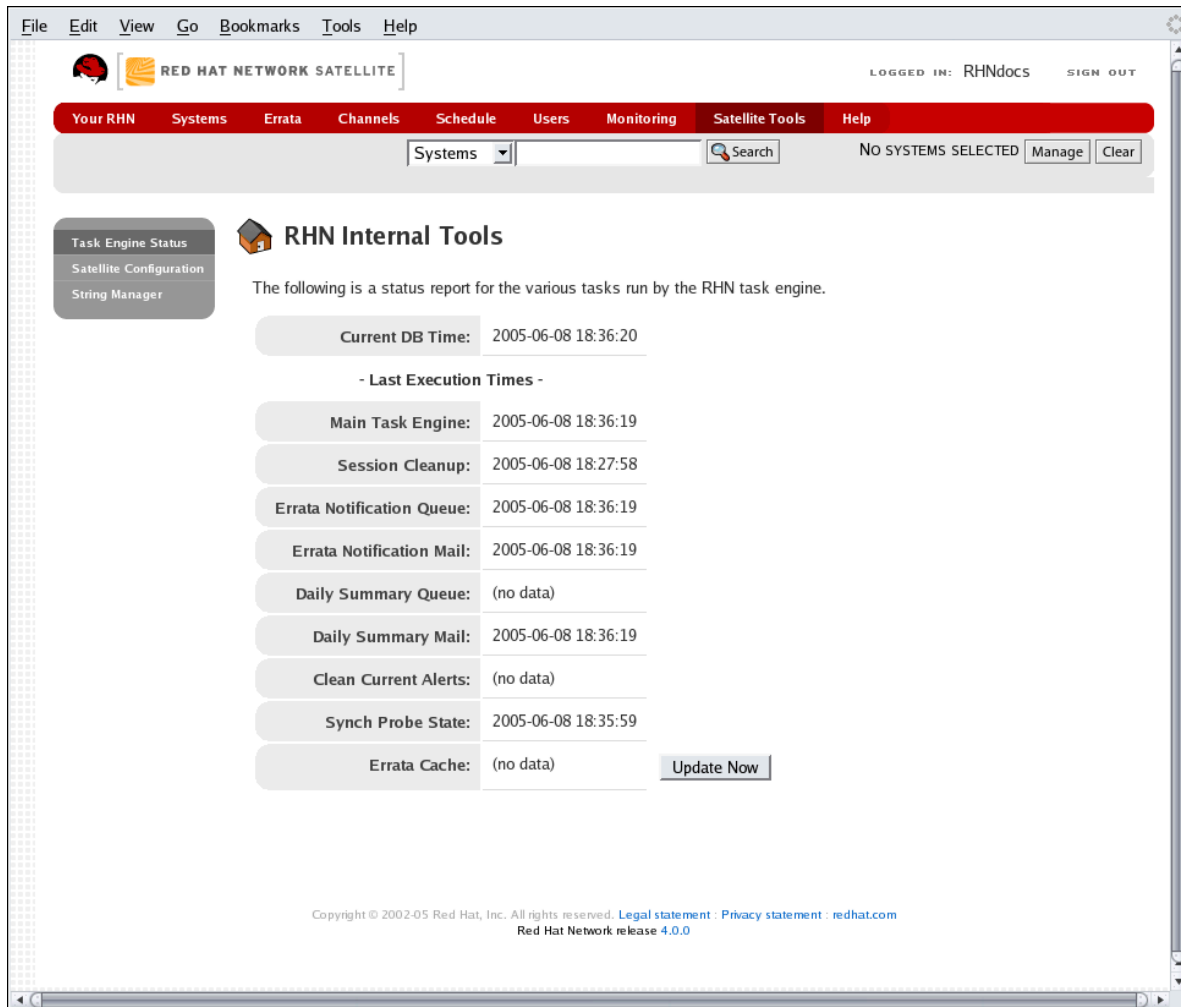 File Edit View Go Bookmarks Tools Help
RED HAT NETWORK SATELLITE
LOGGED IN: RHNdocs SIGN OUT
Your RHN Systems Errata Channels Schedule Users Monitoring Satellite Tools Help
Systems Search NO SYSTEMS SELECTED Manage Clear
Task Engine Status
Satellite Configuration
String Manager
RHN Internal Tools
The following is a status report for the various tasks run by the RHN task engine.
Current DB Time: 2005-06-08 18:36:20
- Last Execution Times -
Main Task Engine: 2005-06-08 18:36:19
Session Cleanup: 2005-06-08 18:27:58
Errata Notification Queue: 2005-06-08 18:36:19
Errata Notification Mail: 2005-06-08 18:36:19
Daily Summary Queue: (no data)
Daily Summary Mail: 2005-06-08 18:36:19
Clean Current Alerts: (no data)
Synch Probe State: 2005-06-08 18:35:59
Errata Cache: (no data) Update Now
Copyright © 2002-05 Red Hat, Inc. All rights reserved. Legal statement : Privacy statement : redhat.com
Red Hat Network release 4.0.0